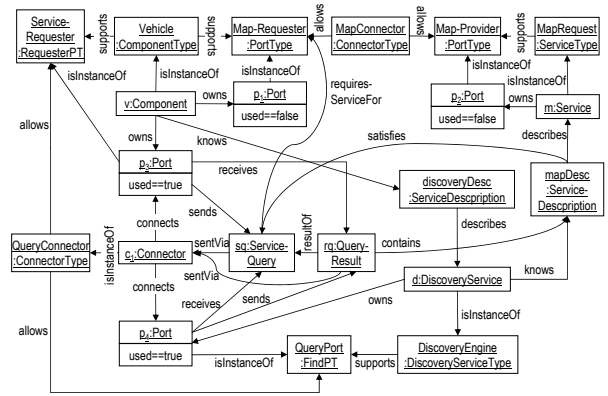 Service-
Requester
:RequesterPT
supports
Vehicle
:ComponentType
supports
Map-Requester
:PortType
allows
MapConnector
:ConnectorType
allows
Map-Provider
:PortType
supports
MapRequest
:ServiceType
isInstanceOf
isInstanceOf
isInstanceOf
requires-
ServiceFor
isInstanceOf
isInstanceOf
v:Component
owns
p1:Port
used==false
p2:Port
used==false
owns
m:Service
allows
owns
knows
satisfies
describes
p3:Port
used==true
receives
discoveryDesc
:ServiceDescpription
mapDesc
:Service-
Descpription
sends
connects
describes
QueryConnector
:ConnectorType
isInstanceOf
c1:Connector
sentVia
sq:Service-
Query
resultOf
rq:Query-
Result
contains
sentVia
connects
receives
sends
owns
d:DiscoveryService
knows
allows
p4:Port
used==true
isInstanceOf
isInstanceOf
QueryPort
:FindPT
supports
DiscoveryEngine
:DiscoveryServiceType